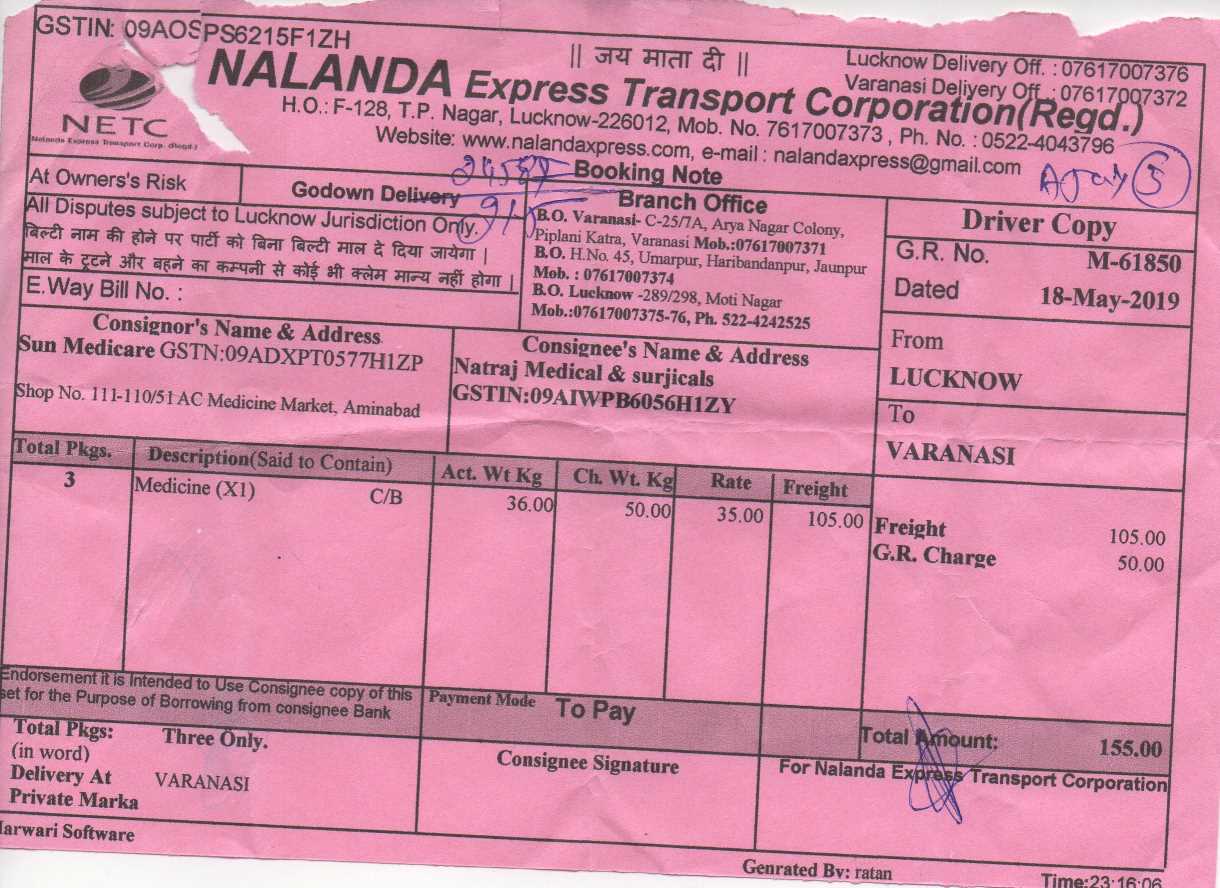 GSTIN: 09AOSPS6215F1ZH
|| जय माता दी ||
Lucknow Delivery Off. : 07617007376
Varanasi Deliyery Off. : 07617007372
NALANDA Express Transport Corporation(Regd.)
H.O.: F-128, T.P. Nagar, Lucknow-226012, Mob. No. 7617007373 , Ph. No. : 0522-4043796
Website: www.nalandaxpress.com, e-mail : nalandaxpress@gmail.com
NETC
Nalanda Express Transport Corp. (Regd.)
Ajay 5
At Owners's Risk
Godown Delivery
Booking Note
All Disputes subject to Lucknow Jurisdiction Only.
बिल्टी नाम की होने पर पार्टी को बिना बिल्टी माल दे दिया जायेगा |
माल के टूटने और बहने का कम्पनी से कोई भी क्लेम मान्य नहीं होगा |
E.Way Bill No. :
Branch Office
B.O. Varanasi- C-25/7A, Arya Nagar Colony,
Piplani Katra, Varanasi Mob.:07617007371
B.O. H.No. 45, Umarpur, Haribandanpur, Jaunpur
Mob. : 07617007374
B.O. Lucknow -289/298, Moti Nagar
Mob.:07617007375-76, Ph. 522-4242525
Driver Copy
G.R. No. M-61850
Dated 18-May-2019
From
LUCKNOW
To
VARANASI
Consignor's Name & Address
Sun Medicare GSTN:09ADXPT0577H1ZP
Shop No. 111-110/51 AC Medicine Market, Aminabad
Consignee's Name & Address
Natraj Medical & surjicals
GSTIN:09AIWPB6056H1ZY
Total Pkgs. Description(Said to Contain) Act. Wt Kg Ch. Wt. Kg Rate Freight
3 Medicine (X1) C/B 36.00 50.00 35.00 105.00
Freight 105.00
G.R. Charge 50.00
Endorsement it is Intended to Use Consignee copy of this
set for the Purpose of Borrowing from consignee Bank
Payment Mode To Pay
Total Amount: 155.00
Total Pkgs: Three Only.
(in word)
Delivery At VARANASI
Private Marka
Consignee Signature
For Nalanda Express Transport Corporation
Marwari Software
Genrated By: ratan
Time:23:16:06